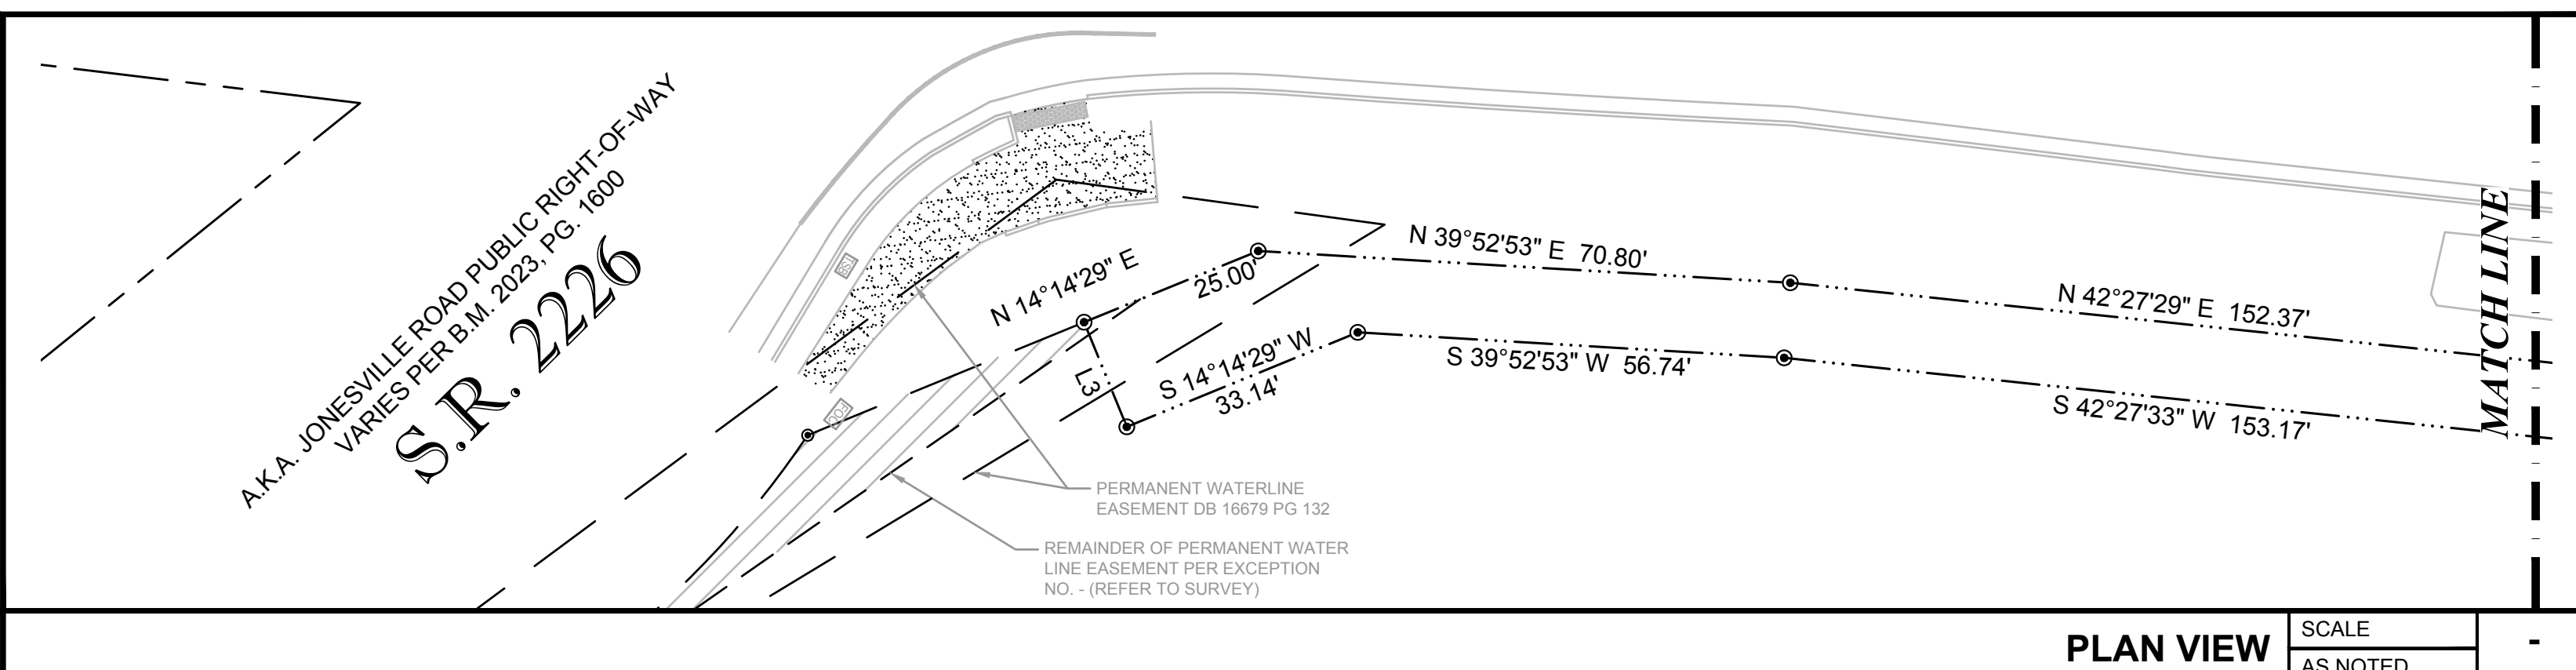 A.K.A. JONESVILLE ROAD PUBLIC RIGHT-OF-WAY
VARIES PER B.M. 2023, PG. 1600
S.R. 2226
N 14°14'29" E
25.00'
N 39°52'53" E 70.80'
N 42°27'29" E 152.37'
L3
S 14°14'29" W
33.14'
S 39°52'53" W 56.74'
S 42°27'33" W 153.17'
MATCH LINE
PERMANENT WATERLINE
EASEMENT DB 16679 PG 132
REMAINDER OF PERMANENT WATER
LINE EASEMENT PER EXCEPTION
NO. - (REFER TO SURVEY)
PLAN VIEW
SCALE
AS NOTED
-